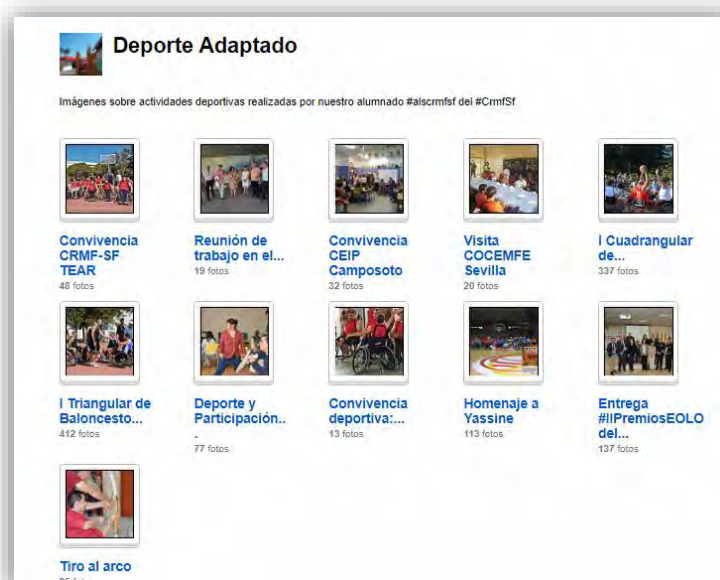 Deporte Adaptado
Imágenes sobre actividades deportivas realizadas por nuestro alumnado #alscrmfsf del #CrmfSf
Convivencia
CRMF-SF
TEAR
48 fotos
Reunión de
trabajo en el...
19 fotos
Convivencia
CEIP
Camposoto
32 fotos
Visita
COCEMFE
Sevilla
20 fotos
I Cuadrangular
de...
337 fotos
I Triangular de
Baloncesto...
412 fotos
Deporte y
Participación..
.
77 fotos
Convivencia
deportiva:...
13 fotos
Homenaje a
Yassine
113 fotos
Entrega
#IIPremiosEOLO
del...
137 fotos
Tiro al arco